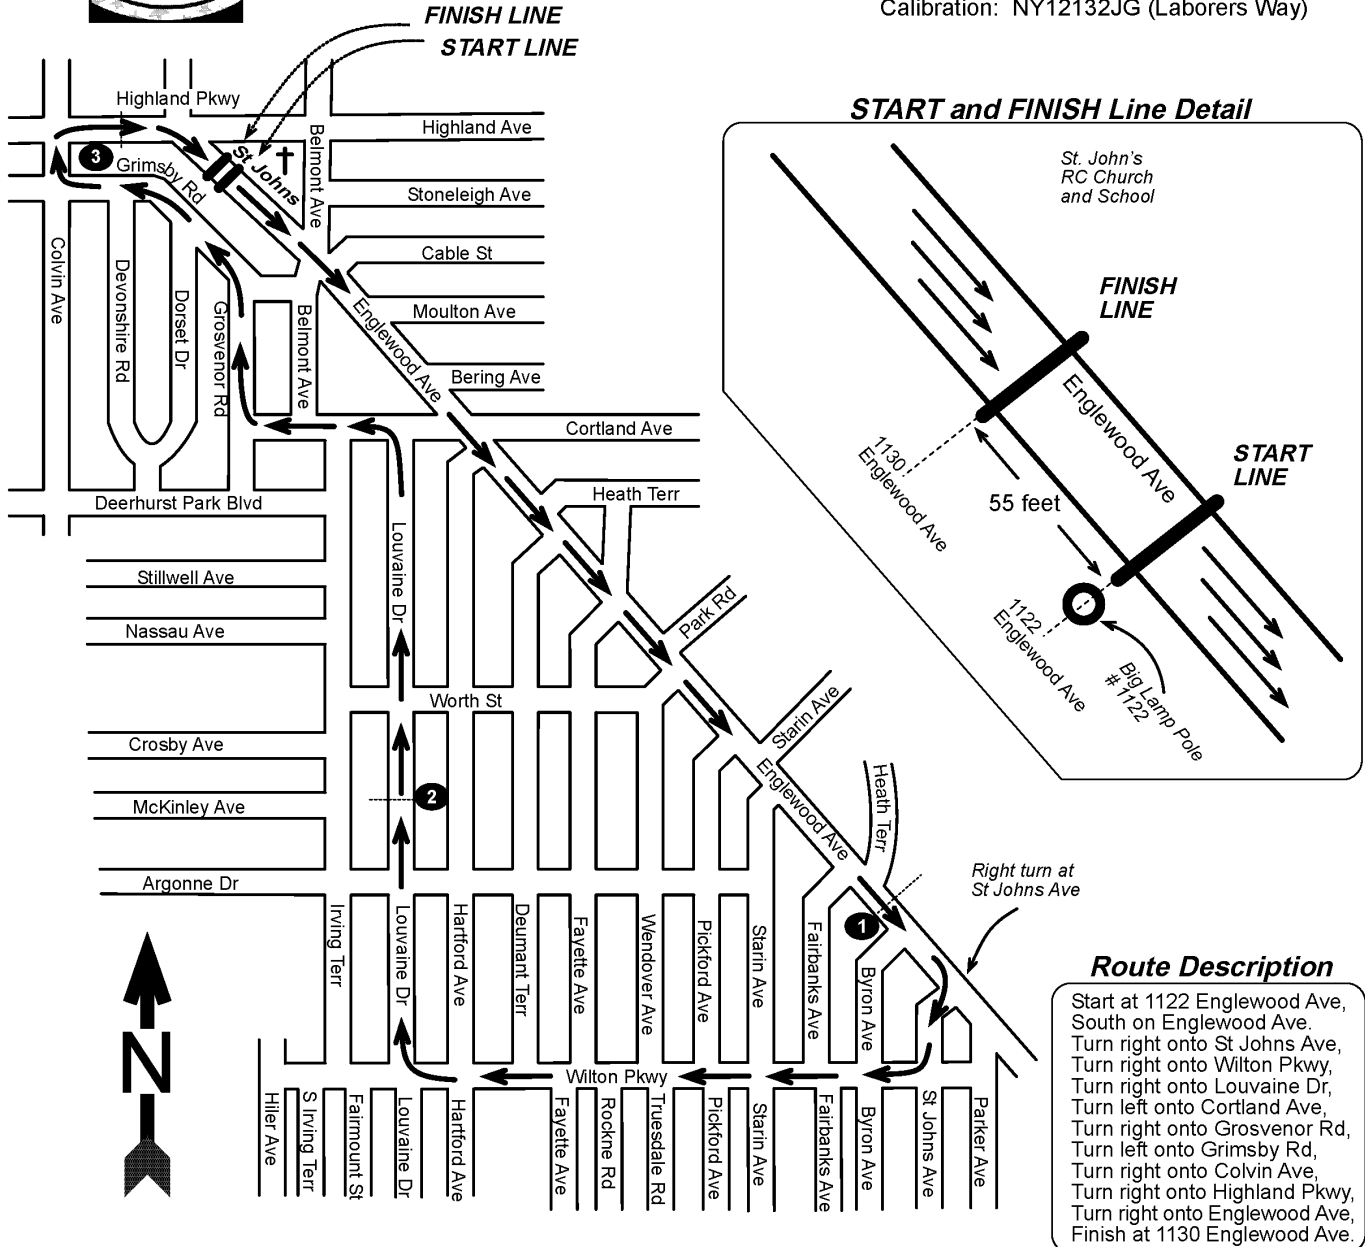 Calibration: NY12132JG (Laborers Way)
FINISH LINE
START LINE
START and FINISH Line Detail
St. John's
RC Church
and School
FINISH
LINE
Englewood Ave
START
LINE
1130
Englewood Ave
55 feet
1122
Englewood Ave
Big Lamp Pole
# 1122
Highland Pkwy
Highland Ave
3
Grimsby Rd
St Johns
Belmont Ave
Stoneleigh Ave
Cable St
Moulton Ave
Bering Ave
Cortland Ave
Heath Terr
Colvin Ave
Devonshire Rd
Dorset Dr
Grosvenor Rd
Belmont Ave
Englewood Ave
Deerhurst Park Blvd
Louvaine Dr
Stillwell Ave
Nassau Ave
Park Rd
Worth St
Starin Ave
Crosby Ave
McKinley Ave
2
Englewood Ave
Heath Terr
Argonne Dr
Right turn at
St Johns Ave
1
Irving Terr
Louvaine Dr
Hartford Ave
Deumant Terr
Fayette Ave
Wendover Ave
Pickford Ave
Starin Ave
Fairbanks Ave
Byron Ave
N
Wilton Pkwy
Hiler Ave
S Irving Terr
Fairmount St
Louvaine Dr
Hartford Ave
Fayette Ave
Rockne Rd
Truesdale Rd
Pickford Ave
Starin Ave
Fairbanks Ave
Byron Ave
St Johns Ave
Parker Ave
Route Description
Start at 1122 Englewood Ave,
South on Englewood Ave.
Turn right onto St Johns Ave,
Turn right onto Wilton Pkwy,
Turn right onto Louvaine Dr,
Turn left onto Cortland Ave,
Turn right onto Grosvenor Rd,
Turn left onto Grimsby Rd,
Turn right onto Colvin Ave,
Turn right onto Highland Pkwy,
Turn right onto Englewood Ave,
Finish at 1130 Englewood Ave.